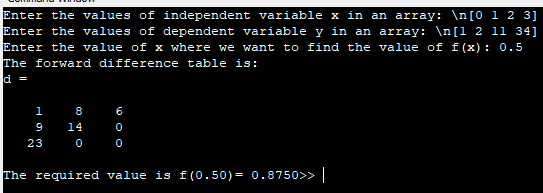 Command Window
Enter the values of independent variable x in an array: \n[0 1 2 3]
Enter the values of dependent variable y in an array: \n[1 2 11 34]
Enter the value of x where we want to find the value of f(x): 0.5
The forward difference table is:
d =
1 8 6
9 14 0
23 0 0
The required value is f(0.50)= 0.8750>>